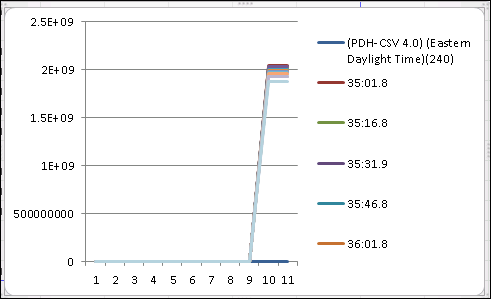 2.5E+09
2E+09
1.5E+09
1E+09
500000000
0
1 2 3 4 5 6 7 8 9 10 11
(PDH-CSV 4.0) (Eastern
Daylight Time)(240)
35:01.8
35:16.8
35:31.9
35:46.8
36:01.8